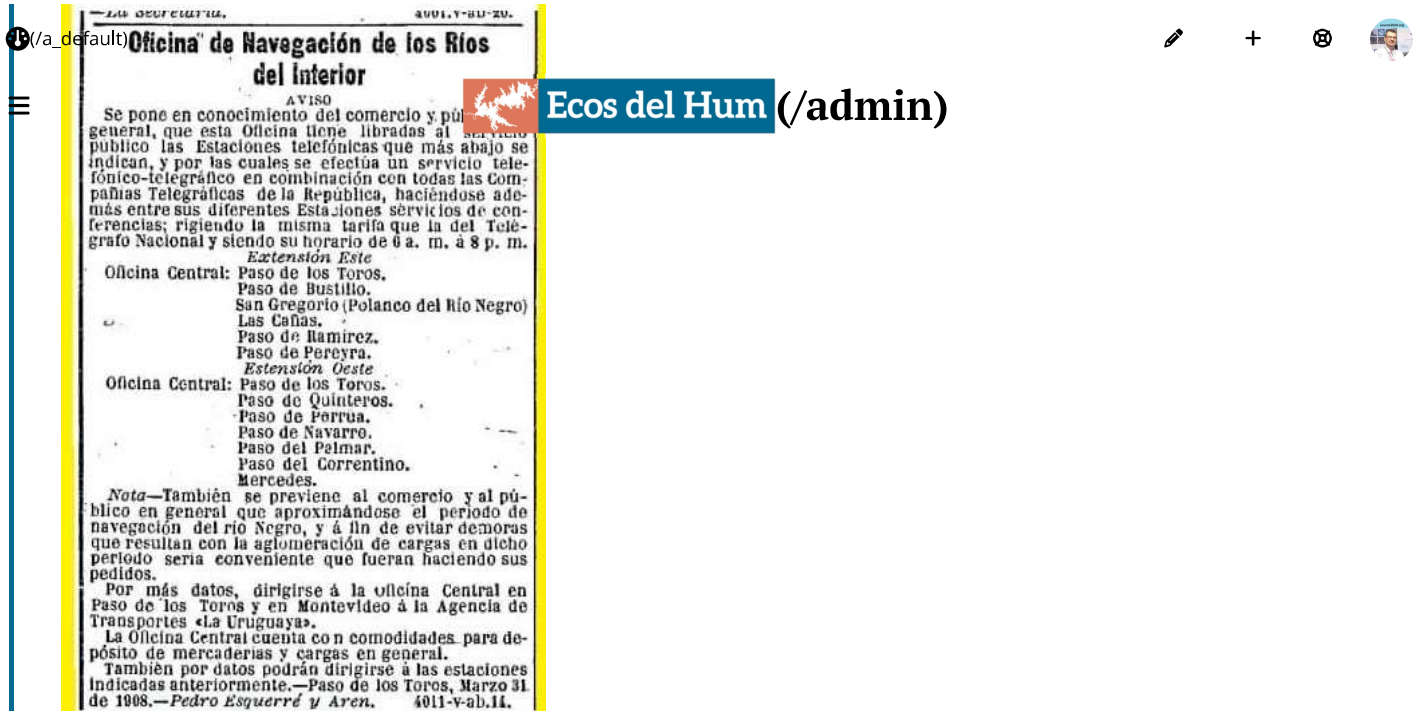 —La Secretaría. 4001.v-ab-20.
(/a_default)
Oficina de Navegación de los Ríos
del Interior
Ecos del Hum (/admin)
AVISO
Se pone en conocimiento del comercio y
general, que esta Oficina tiene libradas al
público las Estaciones telefónicas que más abajo se
indican, y por las cuales se efectúa un servicio tele-
fónico-telegráfico en combinación con todas las Com-
pañias Telegráficas de la República, haciéndose ade-
más entre sus diferentes Estaciones servicios de con-
ferencias; rigiendo la misma tarifa que la del Telé-
grafo Nacional y siendo su horario de 6 a. m. á 8 p. m.
Extensión Este
Oficina Central: Paso de los Toros.
Paso de Bustillo.
San Gregorio (Polanco del Río Negro)
Las Cañas.
Paso de Ramirez.
Paso de Pereyra.
Estensión Oeste
Oficina Central: Paso de los Toros.
Paso de Quinteros.
Paso de Porrua.
Paso de Navarro.
Paso del Palmar.
Paso del Correntino.
Mercedes.
Nota—También se previene al comercio y al pú-
blico en general que aproximándose el periodo de
navegación del río Negro, y á fin de evitar demoras
que resultan con la aglomeración de cargas en dicho
periodo seria conveniente que fueran haciendo sus
pedidos.
Por más datos, dirigirse á la oficina Central en
Paso de los Toros y en Montevideo á la Agencia de
Transportes «La Uruguaya».
La Oficina Central cuenta con comodidades para de-
pósito de mercaderias y cargas en general.
También por datos podrán dirigirse á las estaciones
indicadas anteriormente.—Paso de los Toros, Marzo 31
de 1908.—Pedro Esquerré y Aren. 4011-v-ab.14.